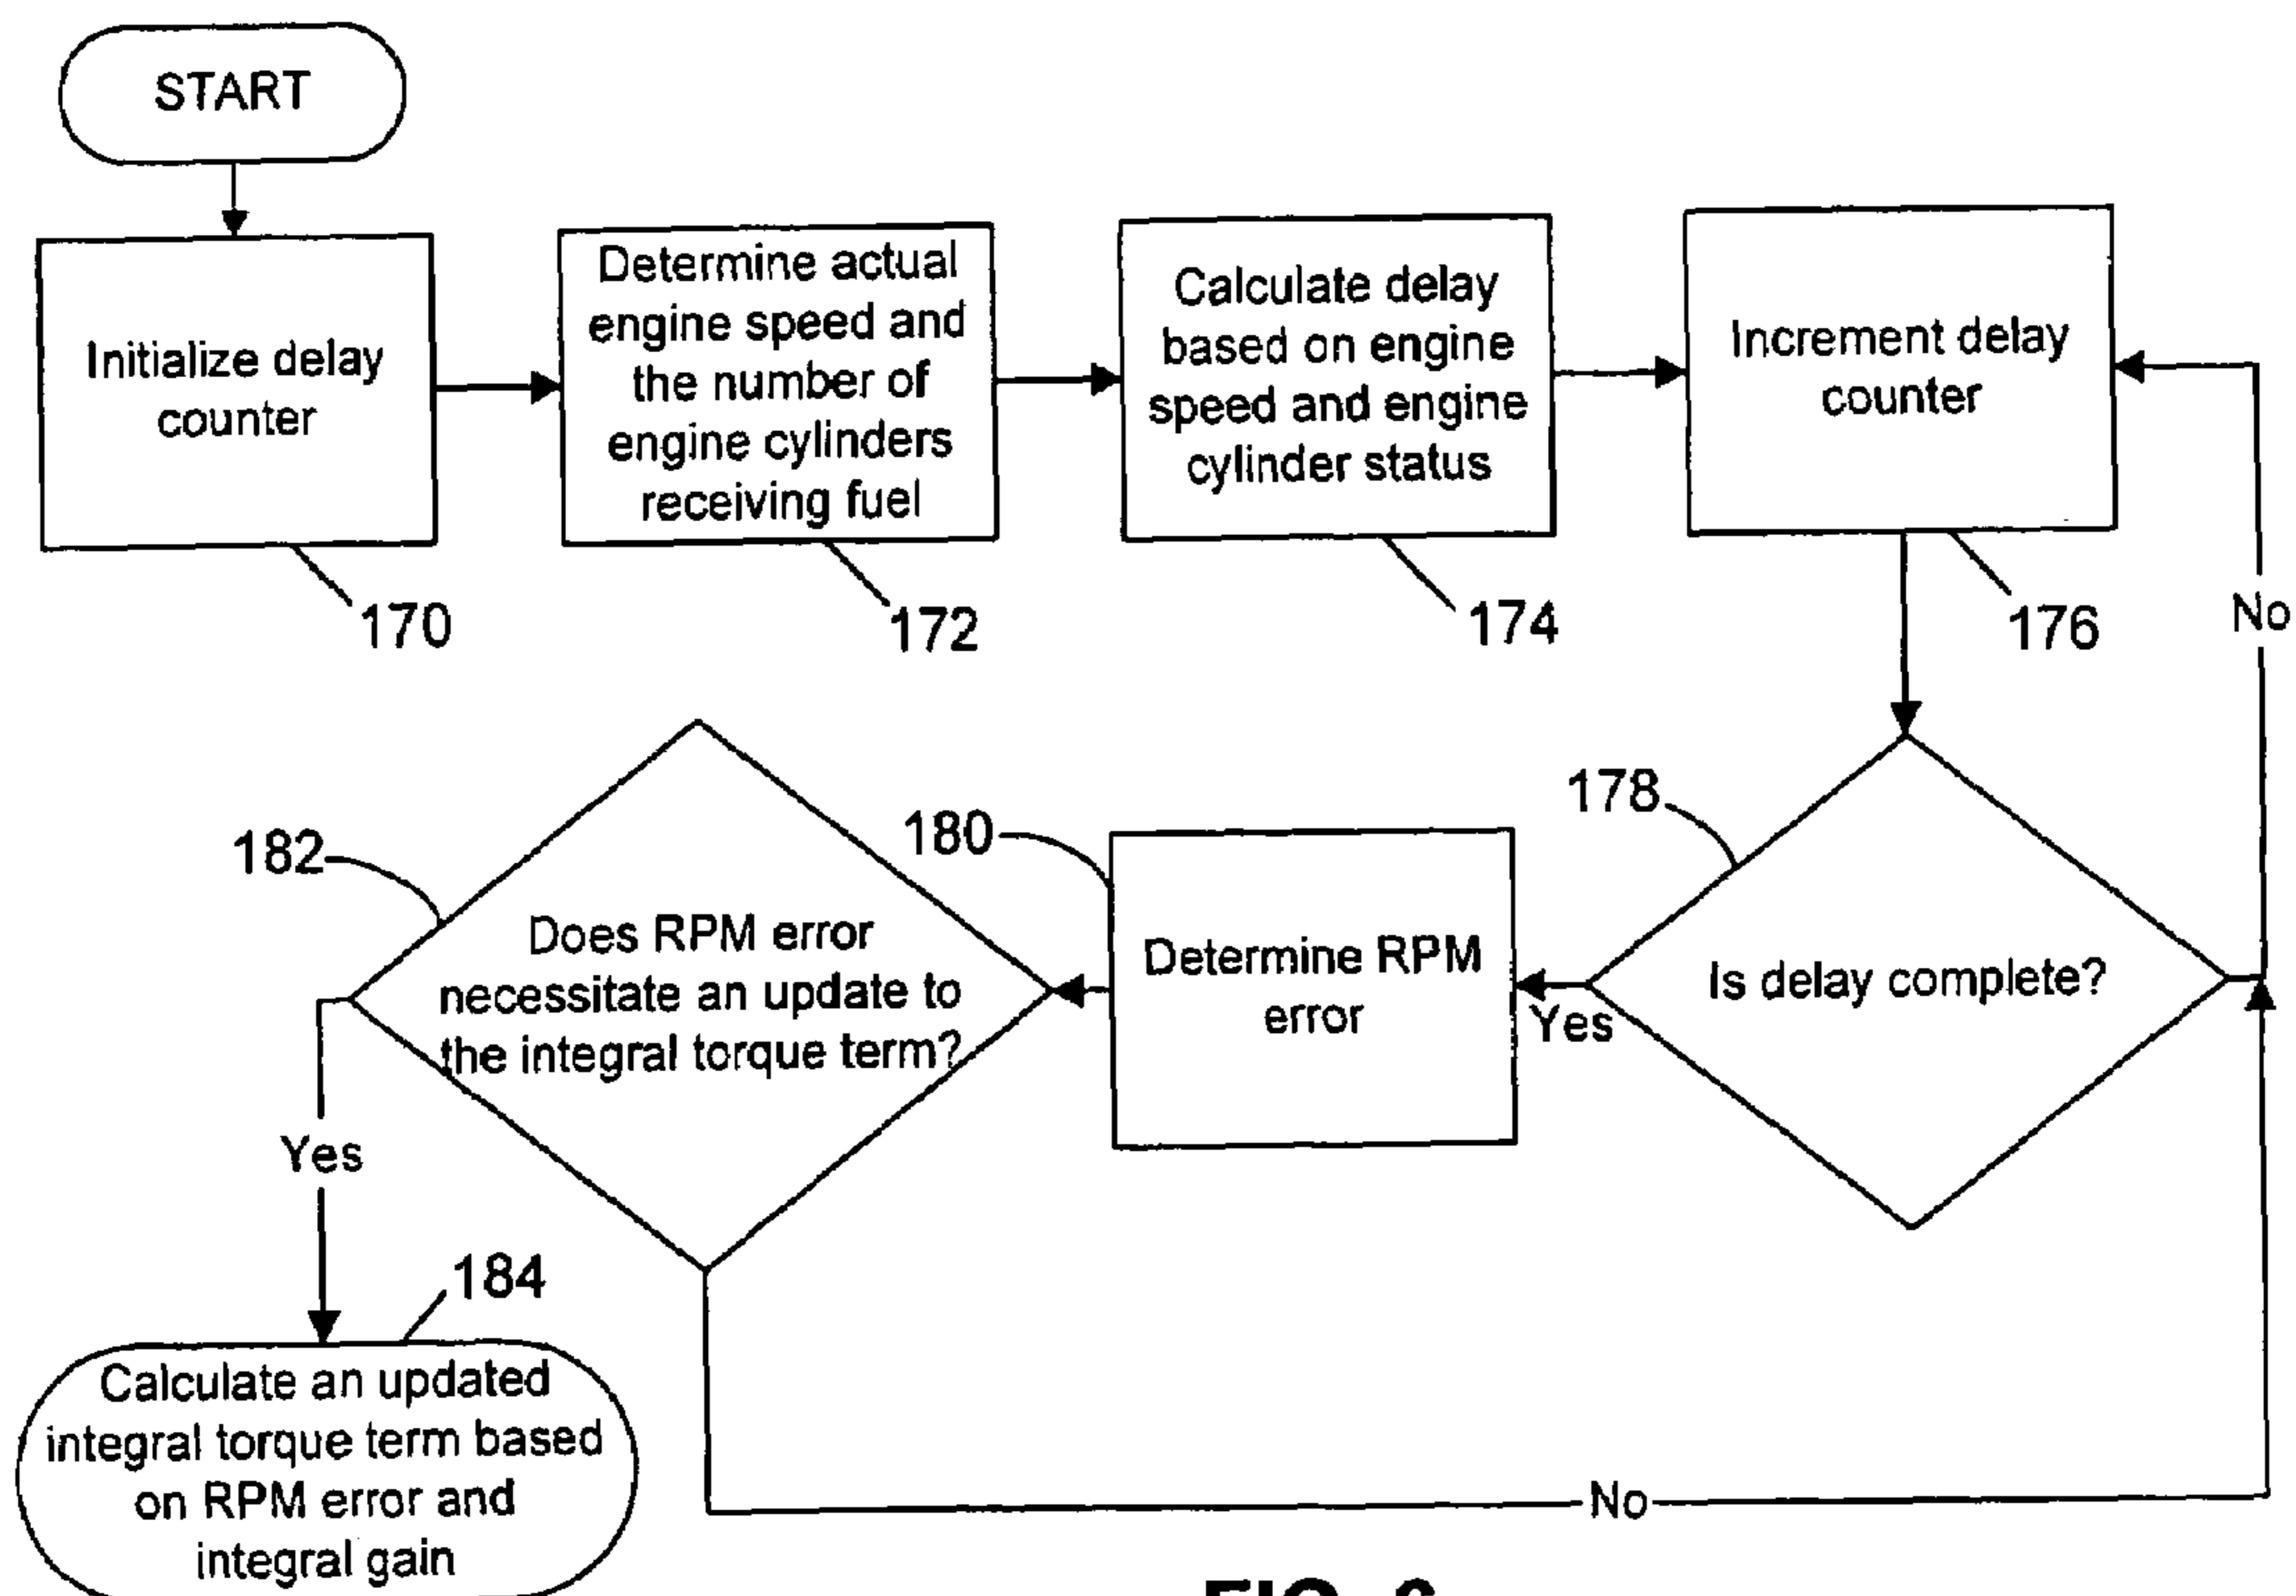 START
Initialize delay
counter
170
Determine actual
engine speed and
the number of
engine cylinders
receiving fuel
172
Calculate delay
based on engine
speed and engine
cylinder status
174
Increment delay
counter
176
No
178
Is delay complete?
Yes
180
Determine RPM
error
182
Does RPM error
necessitate an update to
the integral torque term?
Yes
No
184
Calculate an updated
integral torque term based
on RPM error and
integral gain